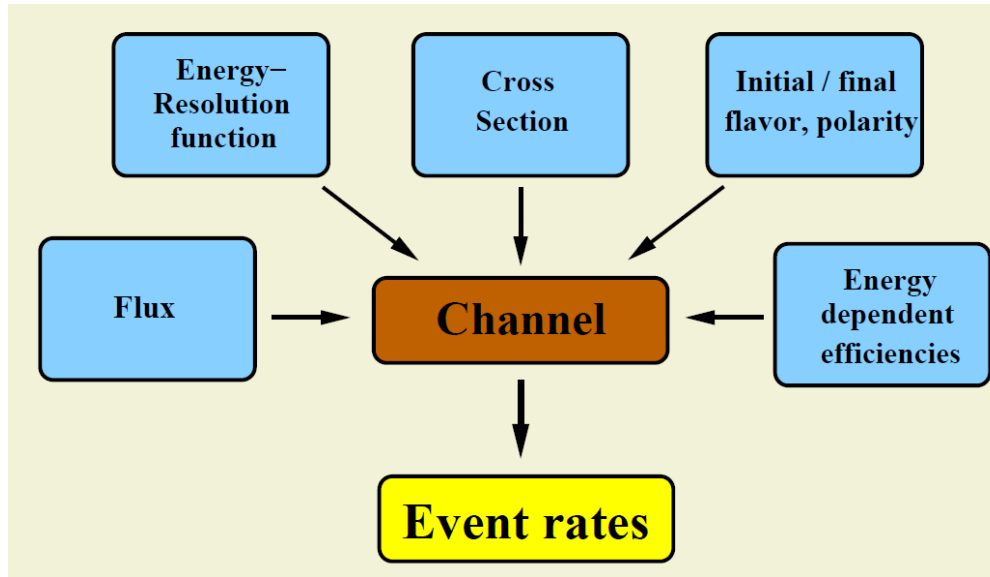 Energy−
Resolution
function
Cross
Section
Initial / final
flavor, polarity
Flux
Channel
Energy
dependent
efficiencies
Event rates